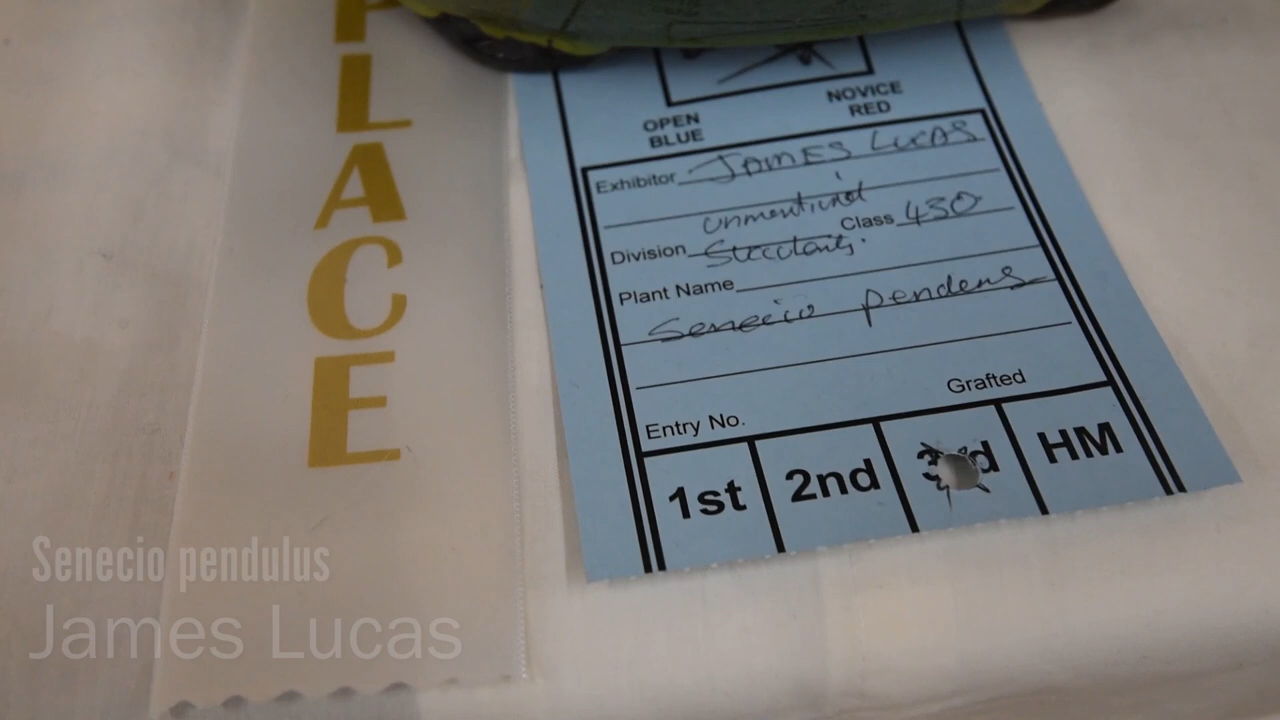 PLACE
OPEN
BLUE
NOVICE
RED
Exhibitor JAMES LUCAS
Division Succulents. Class 430
Plant Name
Senecio pendens
Grafted
Entry No.
1st 2nd 3rd HM
Senecio pendulus
James Lucas